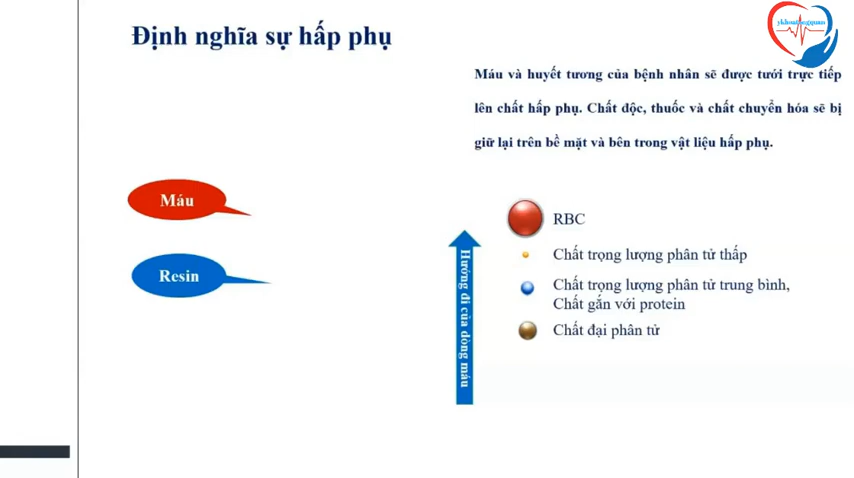 Định nghĩa sự hấp phụ
ykhoatongquan
Máu và huyết tương của bệnh nhân sẽ được tưới trực tiếp
lên chất hấp phụ. Chất độc, thuốc và chất chuyển hóa sẽ bị
giữ lại trên bề mặt và bên trong vật liệu hấp phụ.
Máu
Resin
Hướng đi của dòng máu
RBC
Chất trọng lượng phân tử thấp
Chất trọng lượng phân tử trung bình,
Chất gắn với protein
Chất đại phân tử